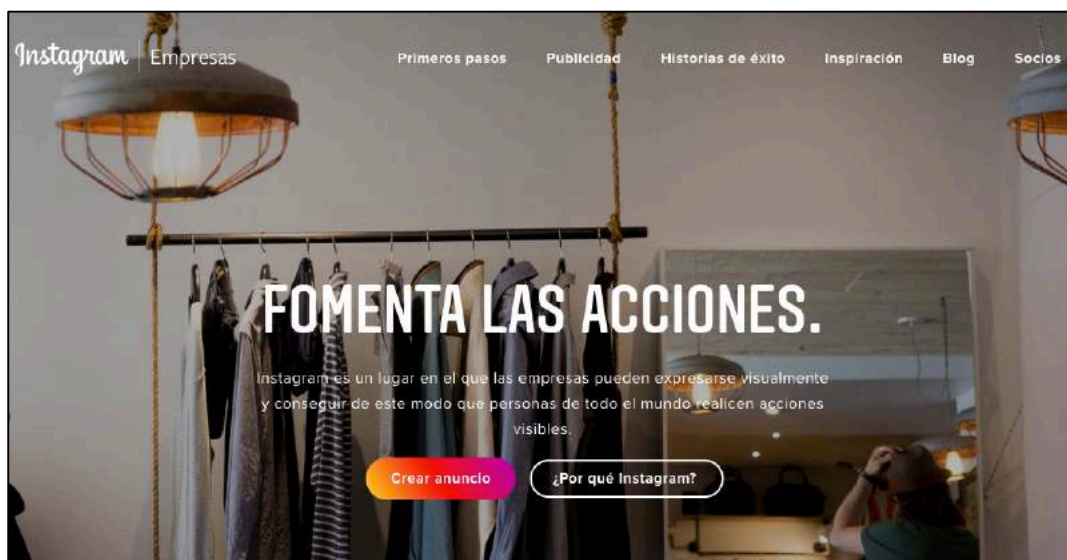 Instagram | Empresas
Primeros pasos Publicidad Historias de éxito Inspiración Blog Socios
FOMENTA LAS ACCIONES.
Instagram es un lugar en el que las empresas pueden expresarse visualmente
y conseguir de este modo que personas de todo el mundo realicen acciones
visibles.
Crear anuncio ¿Por qué Instagram?